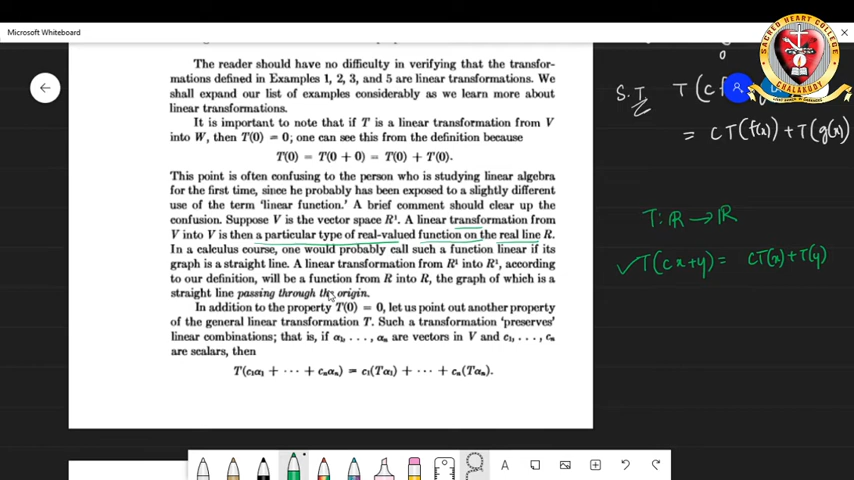 Microsoft Whiteboard
The reader should have no difficulty in verifying that the transfor-
mations defined in Examples 1, 2, 3, and 5 are linear transformations. We
shall expand our list of examples considerably as we learn more about
linear transformations.
It is important to note that if T is a linear transformation from V
into W, then T(0) = 0; one can see this from the definition because
T(0) = T(0 + 0) = T(0) + T(0).
This point is often confusing to the person who is studying linear algebra
for the first time, since he probably has been exposed to a slightly different
use of the term 'linear function.' A brief comment should clear up the
confusion. Suppose V is the vector space R¹. A linear transformation from
V into V is then a particular type of real-valued function on the real line R.
In a calculus course, one would probably call such a function linear if its
graph is a straight line. A linear transformation from R¹ into R¹, according
to our definition, will be a function from R into R, the graph of which is a
straight line passing through the origin.
In addition to the property T(0) = 0, let us point out another property
of the general linear transformation T. Such a transformation 'preserves'
linear combinations; that is, if α₁, . . . , αₙ are vectors in V and c₁, . . . , cₙ
are scalars, then
T(c₁α₁ + ⋯ + cₙαₙ) = c₁(Tα₁) + ⋯ + cₙ(Tαₙ).
SACRED HEART COLLEGE
CHALAKUDY
S.T T(cf
= cT(f(x)) + T(g(x))
T: ℝ → ℝ
✓T(cx+y) = cT(x) + T(y)
A